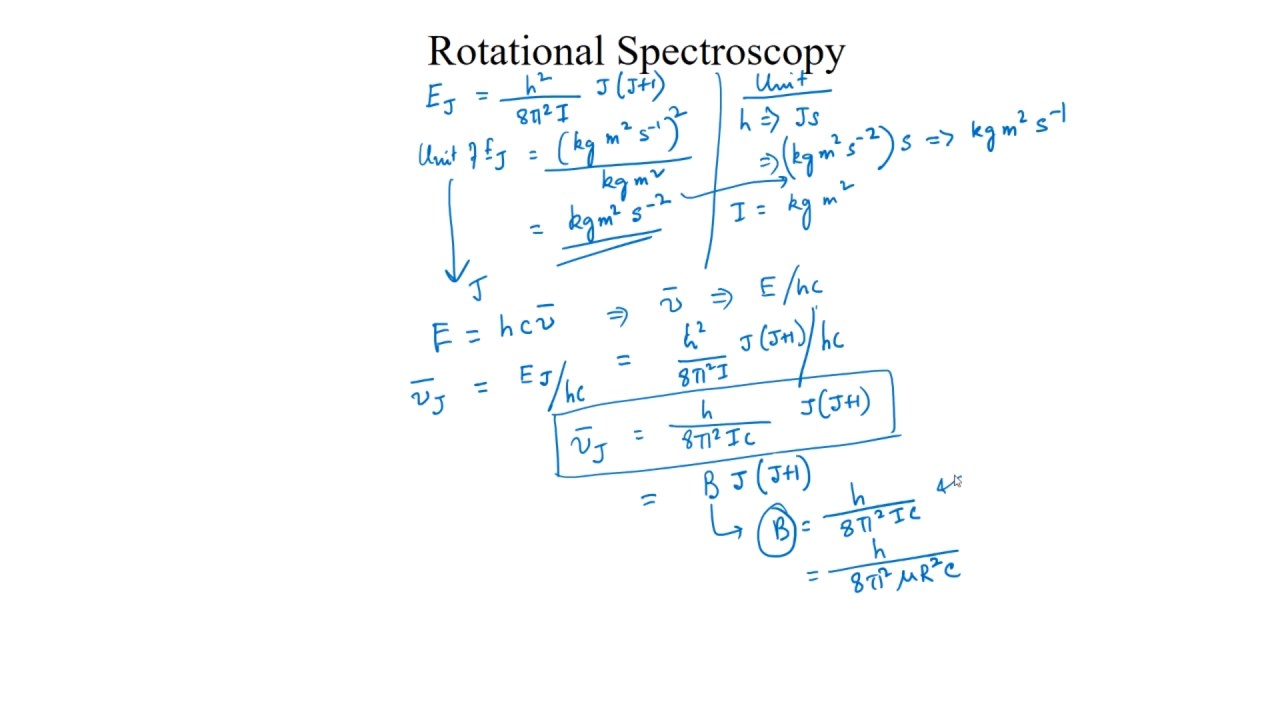 Rotational Spectroscopy
E_J = h² / 8π²I J(J+1)
Unit of E_J = (kg m² s⁻¹)² / kg m²
= kg m² s⁻²
J
Unit
h ⇒ Js
⇒ (kg m² s⁻²) s ⇒ kg m² s⁻¹
I = kg m²
E = hcν̄ ⇒ ν̄ ⇒ E/hc
ν̄_J = E_J/hc = h² / 8π²I J(J+1)/hc
ν̄_J = h / 8π²Ic J(J+1)
= B J(J+1)
↳ B = h / 8π²Ic
= h / 8π²μR²c